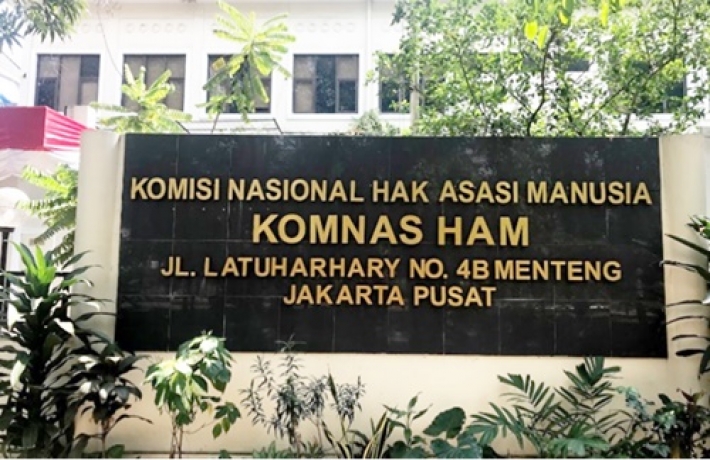 KOMISI NASIONAL HAK ASASI MANUSIA
KOMNAS HAM
JL. LATUHARHARY NO. 4B MENTENG
JAKARTA PUSAT